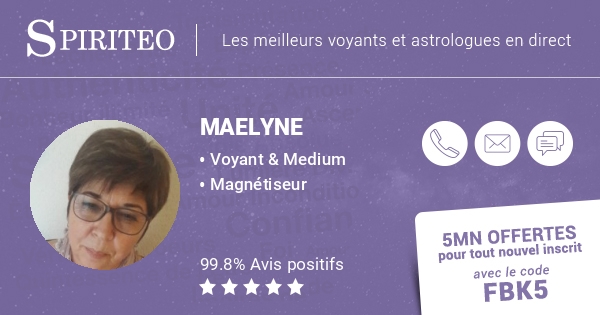 SPIRITEO
Les meilleurs voyants et astrologues en direct
MAELYNE
• Voyant & Medium
• Magnétiseur
99.8% Avis positifs
5MN OFFERTES
pour tout nouvel inscrit
avec le code
FBK5